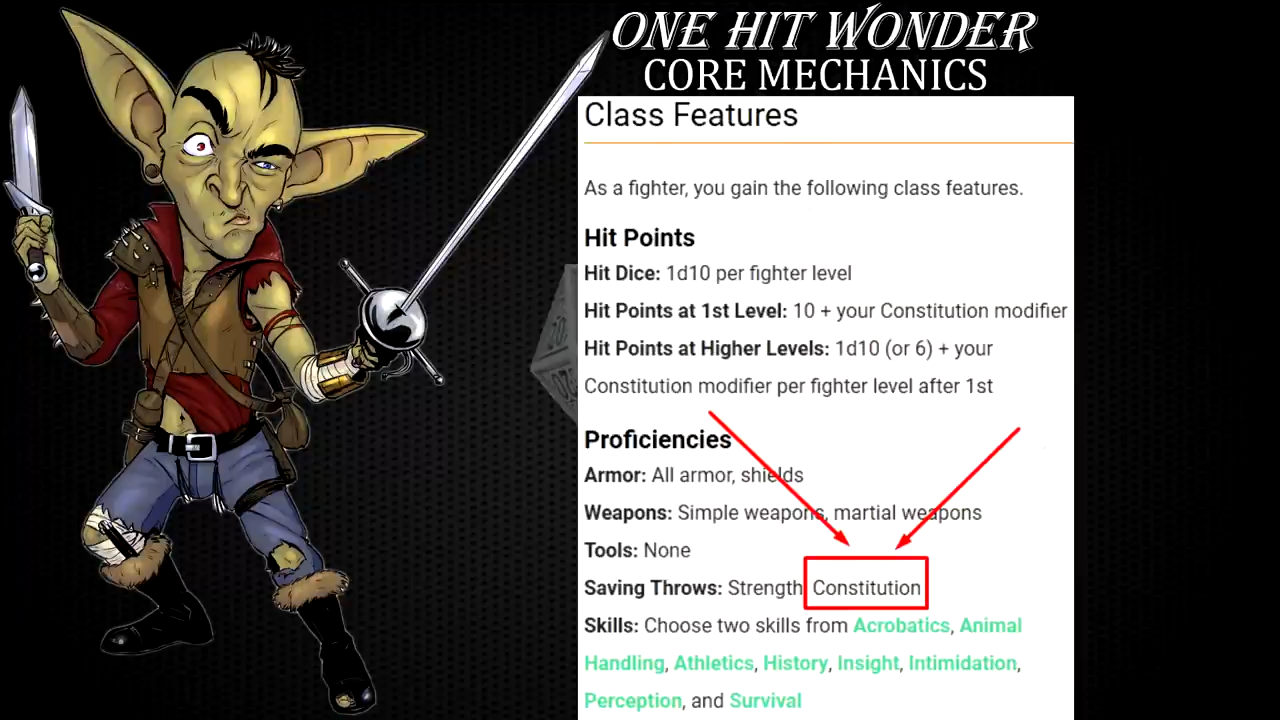 ONE HIT WONDER
CORE MECHANICS
Class Features
As a fighter, you gain the following class features.
Hit Points
Hit Dice: 1d10 per fighter level
Hit Points at 1st Level: 10 + your Constitution modifier
Hit Points at Higher Levels: 1d10 (or 6) + your
Constitution modifier per fighter level after 1st
Proficiencies
Armor: All armor, shields
Weapons: Simple weapons, martial weapons
Tools: None
Saving Throws: Strength Constitution
Skills: Choose two skills from Acrobatics, Animal
Handling, Athletics, History, Insight, Intimidation,
Perception, and Survival